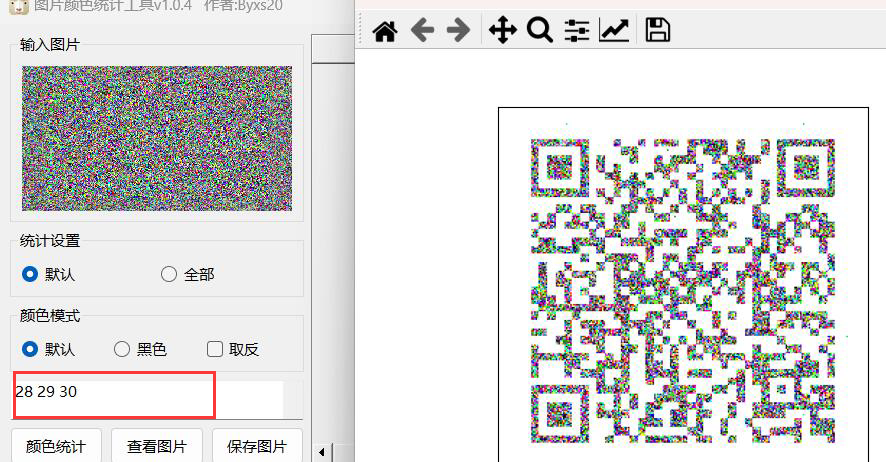 图片颜色统计工具v1.0.4 作者:Byxs20
输入图片
统计设置
默认 全部
颜色模式
默认 黑色 取反
28 29 30
颜色统计 查看图片 保存图片